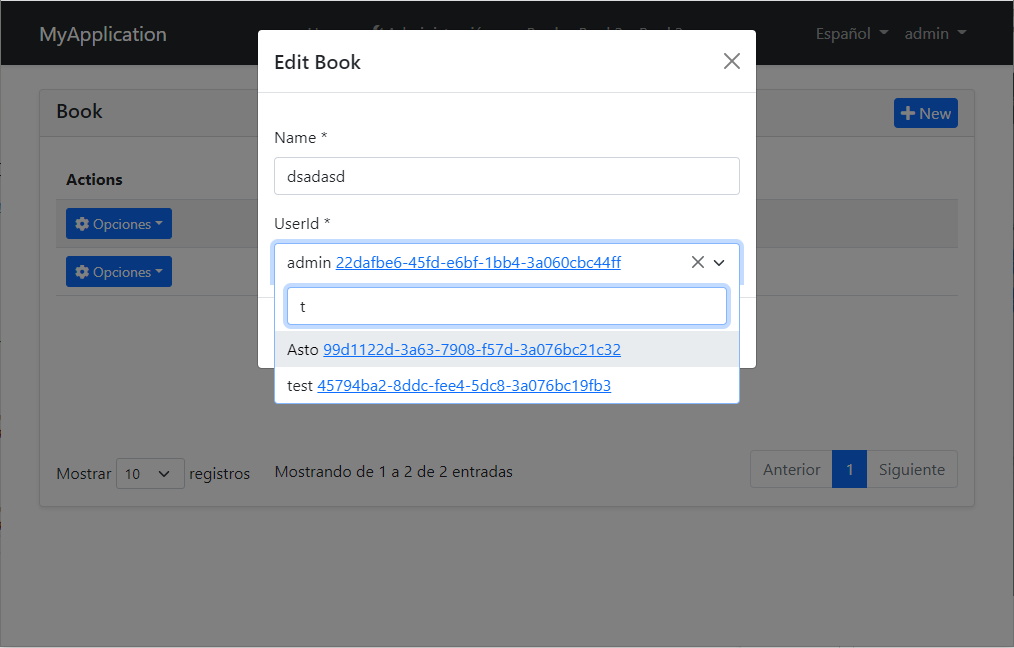 MyApplication
Español admin
Edit Book
Book
New
Name *
dsadasd
Actions
UserId *
Opciones
admin 22dafbe6-45fd-e6bf-1bb4-3a060cbc44ff
Opciones
t
Asto 99d1122d-3a63-7908-f57d-3a076bc21c32
test 45794ba2-8ddc-fee4-5dc8-3a076bc19fb3
Mostrar 10 registros Mostrando de 1 a 2 de 2 entradas Anterior 1 Siguiente